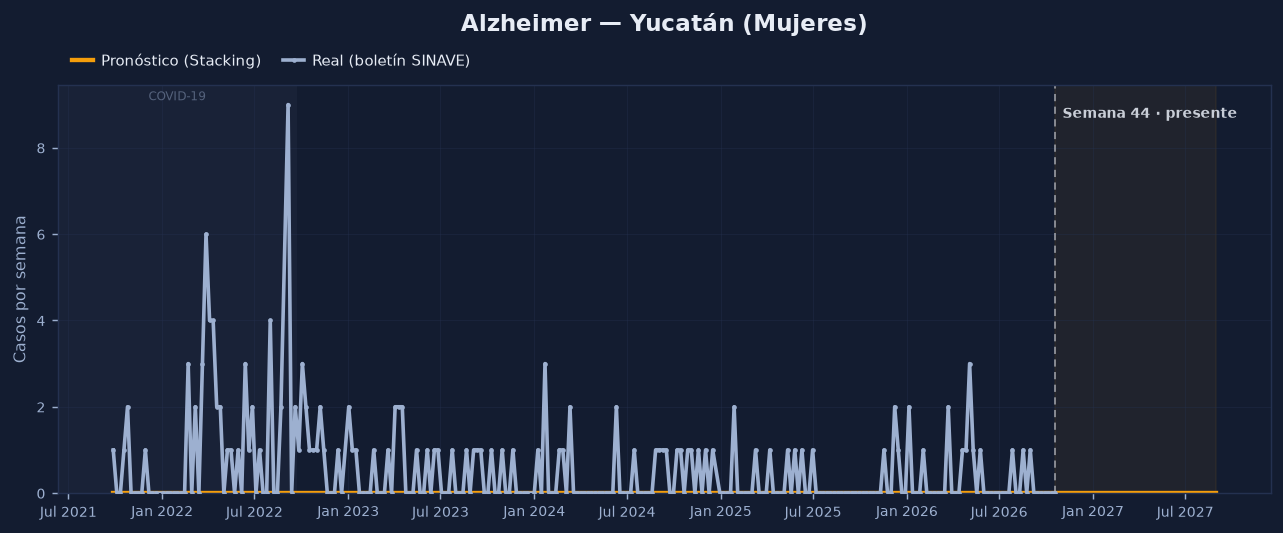 Alzheimer — Yucatán (Mujeres)
Pronóstico (Stacking)
Real (boletín SINAVE)
COVID-19
Semana 44 · presente
Casos por semana
8
6
4
2
0
Jul 2021
Jan 2022
Jul 2022
Jan 2023
Jul 2023
Jan 2024
Jul 2024
Jan 2025
Jul 2025
Jan 2026
Jul 2026
Jan 2027
Jul 2027